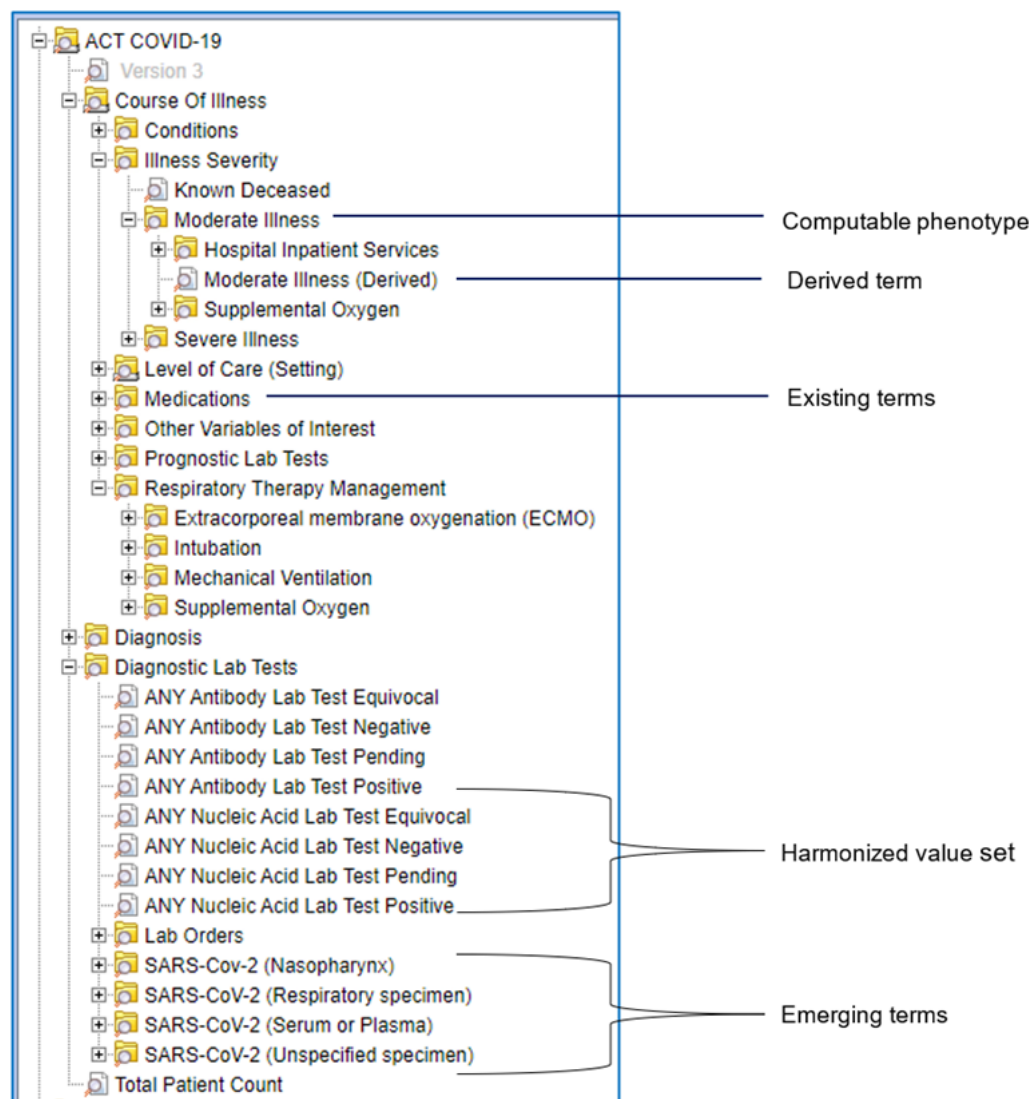 ACT COVID-19
Version 3
Course Of Illness
Conditions
Illness Severity
Known Deceased
Moderate Illness
Computable phenotype
Hospital Inpatient Services
Moderate Illness (Derived)
Derived term
Supplemental Oxygen
Severe Illness
Level of Care (Setting)
Medications
Existing terms
Other Variables of Interest
Prognostic Lab Tests
Respiratory Therapy Management
Extracorporeal membrane oxygenation (ECMO)
Intubation
Mechanical Ventilation
Supplemental Oxygen
Diagnosis
Diagnostic Lab Tests
ANY Antibody Lab Test Equivocal
ANY Antibody Lab Test Negative
ANY Antibody Lab Test Pending
ANY Antibody Lab Test Positive
ANY Nucleic Acid Lab Test Equivocal
ANY Nucleic Acid Lab Test Negative
Harmonized value set
ANY Nucleic Acid Lab Test Pending
ANY Nucleic Acid Lab Test Positive
Lab Orders
SARS-Cov-2 (Nasopharynx)
SARS-CoV-2 (Respiratory specimen)
SARS-CoV-2 (Serum or Plasma)
Emerging terms
SARS-CoV-2 (Unspecified specimen)
Total Patient Count